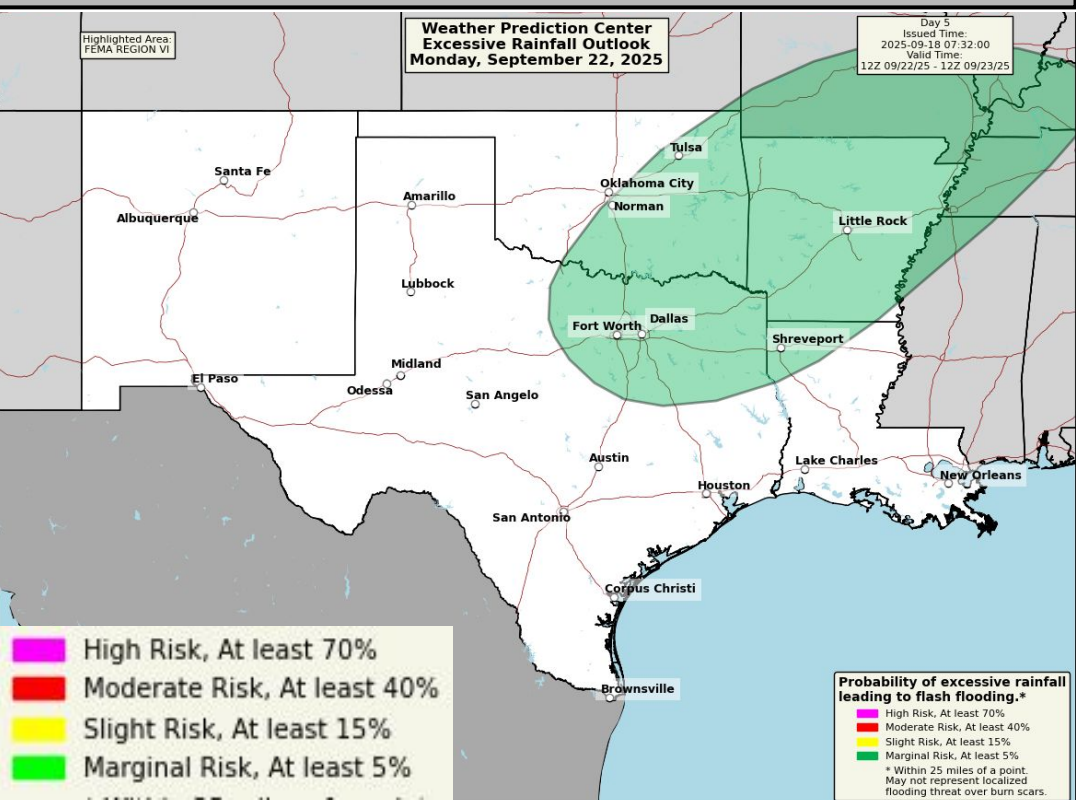 Highlighted Area:
FEMA REGION VI
Weather Prediction Center
Excessive Rainfall Outlook
Monday, September 22, 2025
Day 5
Issued Time:
2025-09-18 07:32:00
Valid Time:
12Z 09/22/25 - 12Z 09/23/25
Tulsa
Santa Fe
Oklahoma City
Amarillo
Norman
Albuquerque
Little Rock
Lubbock
Fort Worth
Dallas
Shreveport
Midland
El Paso
Odessa
San Angelo
Austin
Lake Charles
New Orleans
Houston
San Antonio
Corpus Christi
Brownsville
High Risk, At least 70%
Moderate Risk, At least 40%
Slight Risk, At least 15%
Marginal Risk, At least 5%
Probability of excessive rainfall
leading to flash flooding.*
High Risk, At least 70%
Moderate Risk, At least 40%
Slight Risk, At least 15%
Marginal Risk, At least 5%
* Within 25 miles of a point.
May not represent localized
flooding threat over burn scars.